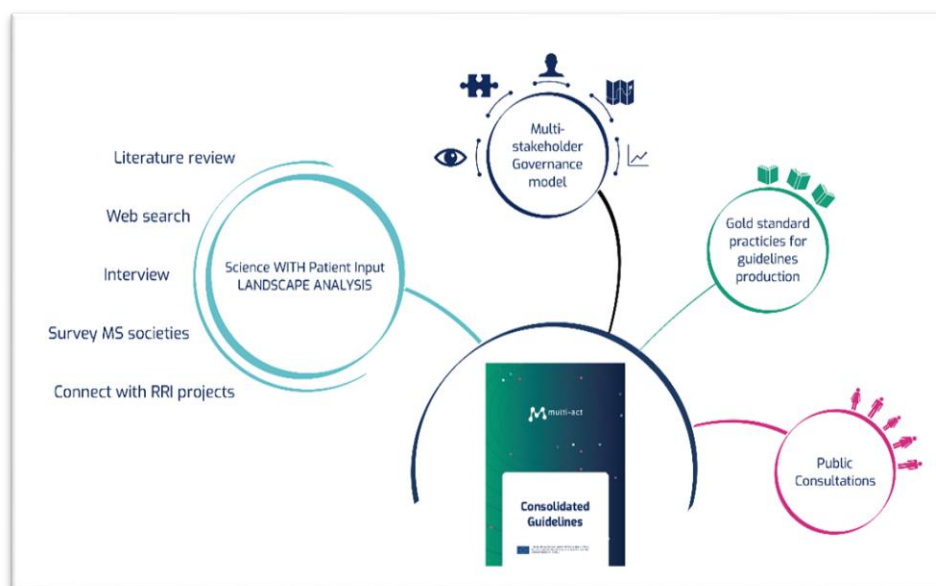 Literature review
Web search
Interview
Survey MS societies
Connect with RRI projects
Science WITH Patient Input
LANDSCAPE ANALYSIS
Multi-
stakeholder
Governance
model
Gold standard
practicies for
guidelines
production
Public
Consultations
multi-act
Consolidated
Guidelines